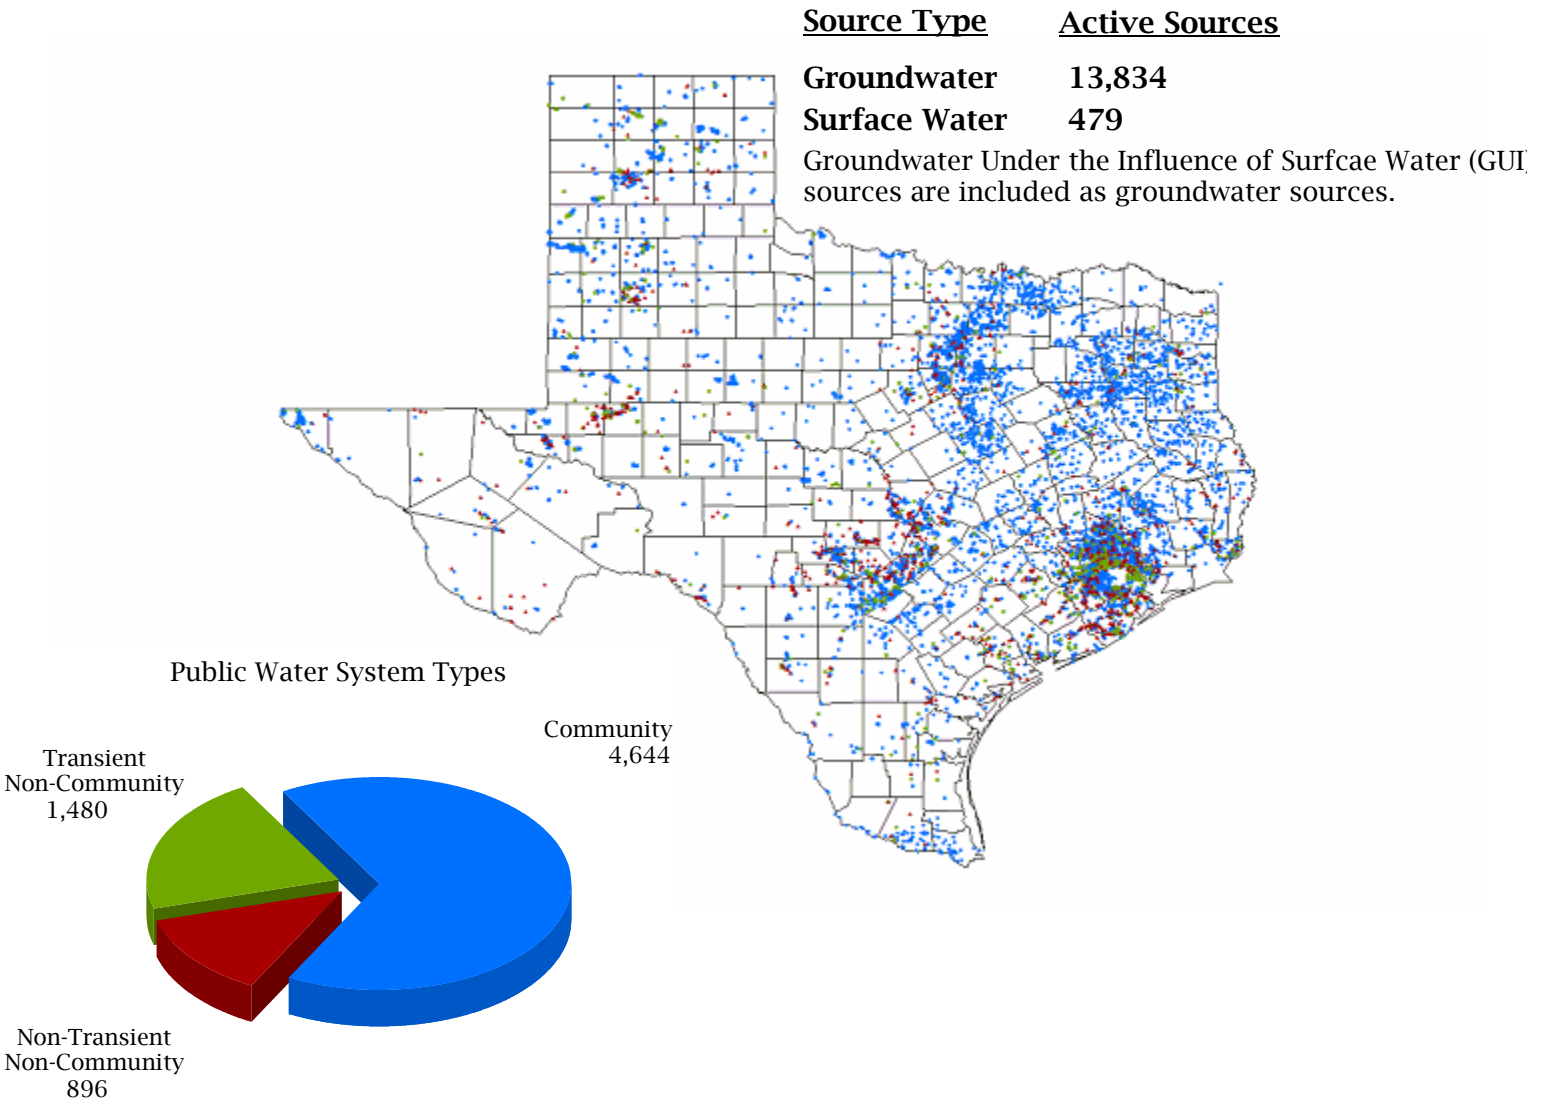 Source Type Active Sources
Groundwater 13,834
Surface Water 479
Groundwater Under the Influence of Surfcae Water (GUI)
sources are included as groundwater sources.
Public Water System Types
Community
4,644
Transient
Non-Community
1,480
Non-Transient
Non-Community
896